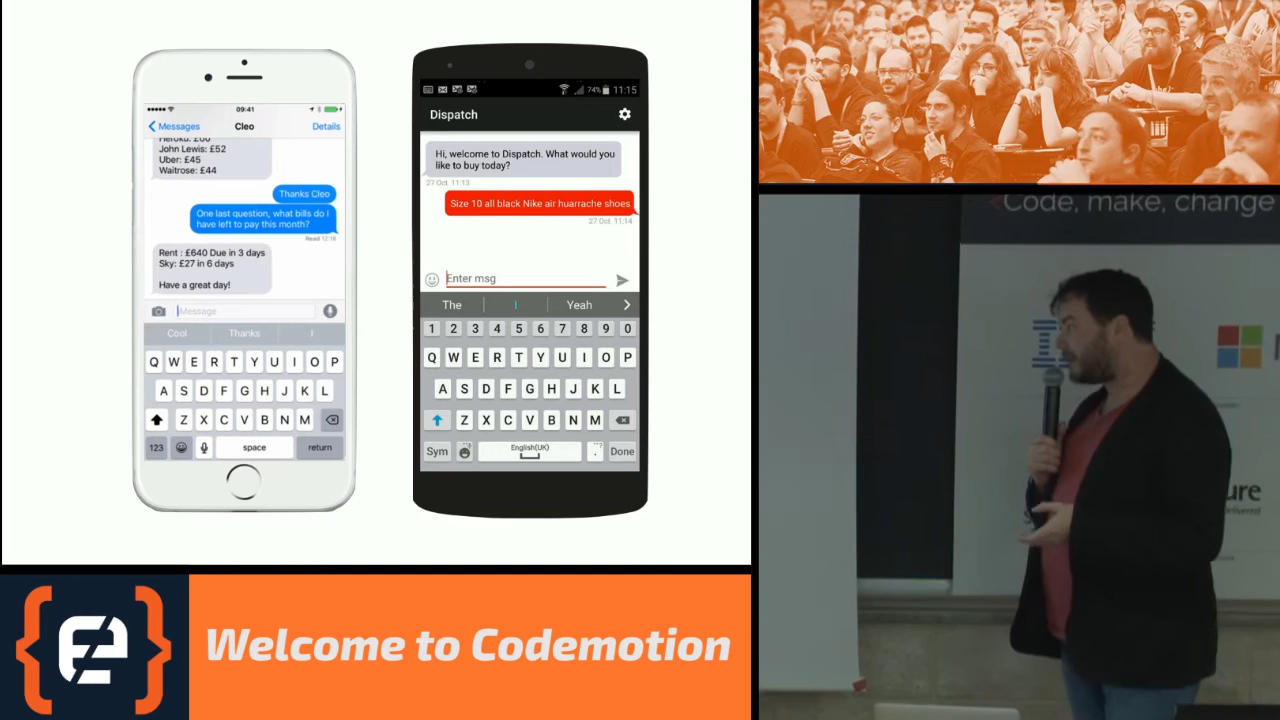 09:41
Messages
Cleo
Details
Heroku: £60
John Lewis: £52
Uber: £45
Waitrose: £44
Thanks Cleo
One last question, what bills do I
have left to pay this month?
Read 12:16
Rent : £640 Due in 3 days
Sky: £27 in 6 days
Have a great day!
Message
Cool
Thanks
I
Q W E R T Y U I O P
A S D F G H J K L
Z X C V B N M
123
space
return
74%
11:15
Dispatch
Hi, welcome to Dispatch. What would you
like to buy today?
27 Oct 11:13
Size 10 all black Nike air huarrache shoes
27 Oct 11:14
Enter msg
The
I
Yeah
1 2 3 4 5 6 7 8 9 0
Q W E R T Y U I O P
A S D F G H J K L
Z X C V B N M
Sym
English(UK)
Done
Welcome to Codemotion
Code, make, change